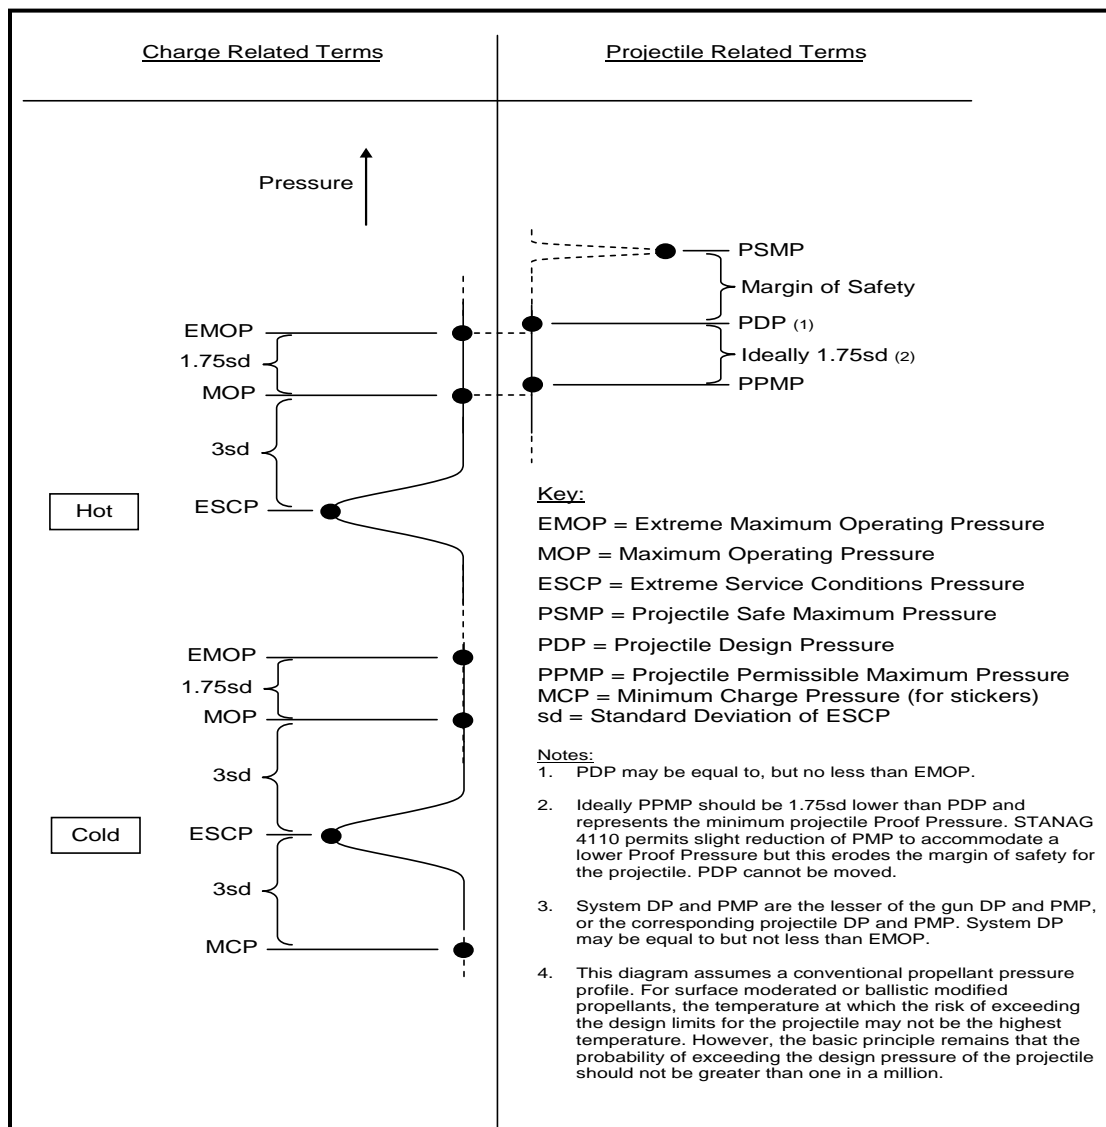 Charge Related Terms
Projectile Related Terms
Pressure
EMOP
1.75sd
MOP
3sd
Hot
ESCP
EMOP
1.75sd
MOP
3sd
Cold
ESCP
3sd
MCP
PSMP
Margin of Safety
PDP (1)
Ideally 1.75sd (2)
PPMP
Key:
EMOP = Extreme Maximum Operating Pressure
MOP = Maximum Operating Pressure
ESCP = Extreme Service Conditions Pressure
PSMP = Projectile Safe Maximum Pressure
PDP = Projectile Design Pressure
PPMP = Projectile Permissible Maximum Pressure
MCP = Minimum Charge Pressure (for stickers)
sd = Standard Deviation of ESCP
Notes:
1. PDP may be equal to, but no less than EMOP.
2. Ideally PPMP should be 1.75sd lower than PDP and
represents the minimum projectile Proof Pressure. STANAG
4110 permits slight reduction of PMP to accommodate a
lower Proof Pressure but this erodes the margin of safety for
the projectile. PDP cannot be moved.
3. System DP and PMP are the lesser of the gun DP and PMP,
or the corresponding projectile DP and PMP. System DP
may be equal to but not less than EMOP.
4. This diagram assumes a conventional propellant pressure
profile. For surface moderated or ballistic modified
propellants, the temperature at which the risk of exceeding
the design limits for the projectile may not be the highest
temperature. However, the basic principle remains that the
probability of exceeding the design pressure of the projectile
should not be greater than one in a million.